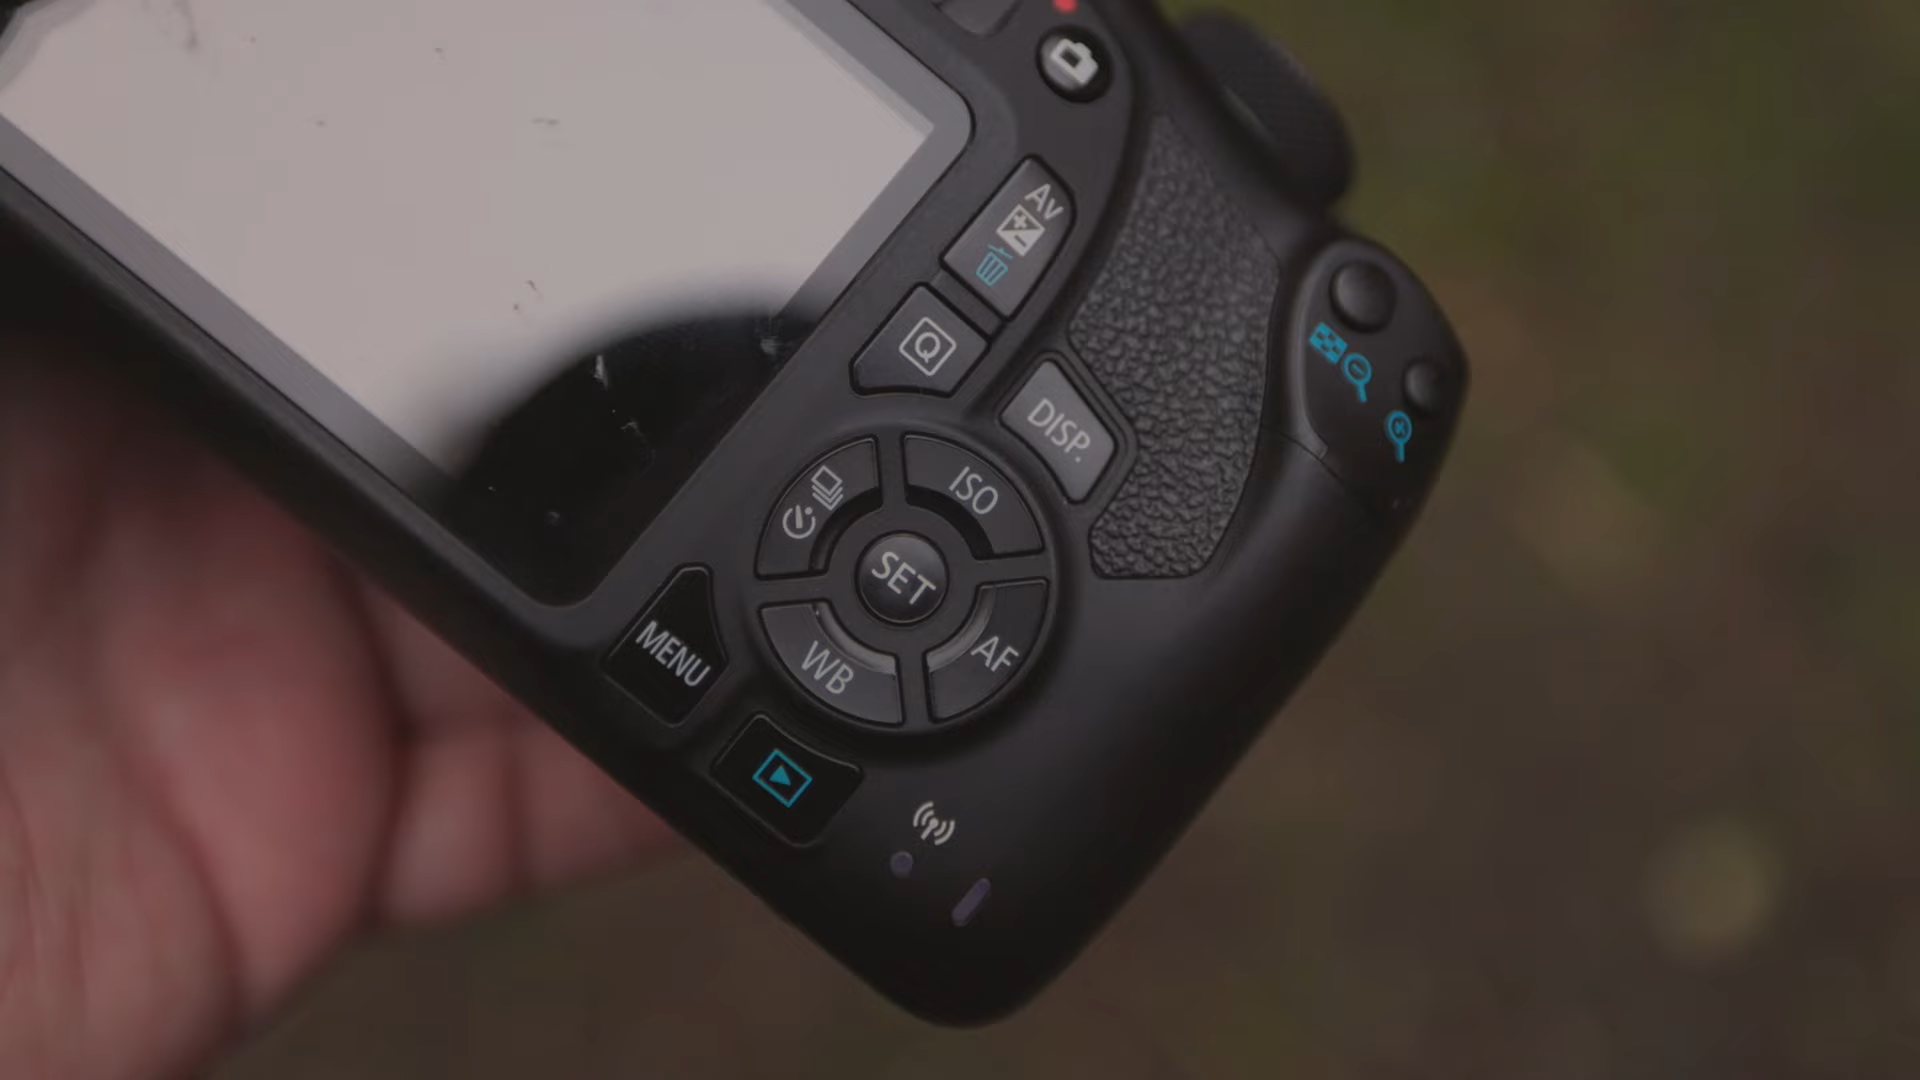 Av
Q
DISP.
ISO
SET
AF
WB
MENU